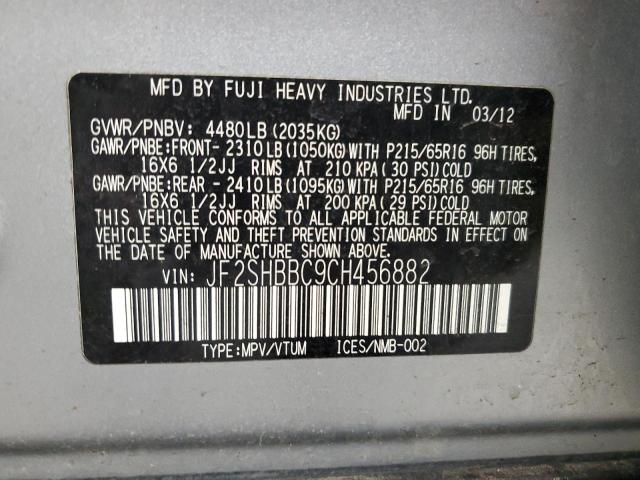 MFD BY FUJI HEAVY INDUSTRIES LTD.
MFD IN 03/12
GVWR/PNBV: 4480LB(2035KG)
GAWR/PNBE:FRONT- 2310LB(1050KG)WITH P215/65R16 96H TIRES,
16X6 1/2JJ RIMS AT 210 KPA(30 PSI)COLD
GAWR/PNBE:REAR - 2410LB(1095KG)WITH P215/65R16 96H TIRES,
16X6 1/2JJ RIMS AT 200 KPA(29 PSI)COLD
THIS VEHICLE CONFORMS TO ALL APPLICABLE FEDERAL MOTOR
VEHICLE SAFETY AND THEFT PREVENTION STANDARDS IN EFFECT ON
THE DATE OF MANUFACTURE SHOWN ABOVE.
VIN: JF2SHBBC9CH456882
TYPE:MPV/VTUM ICES/NMB-002